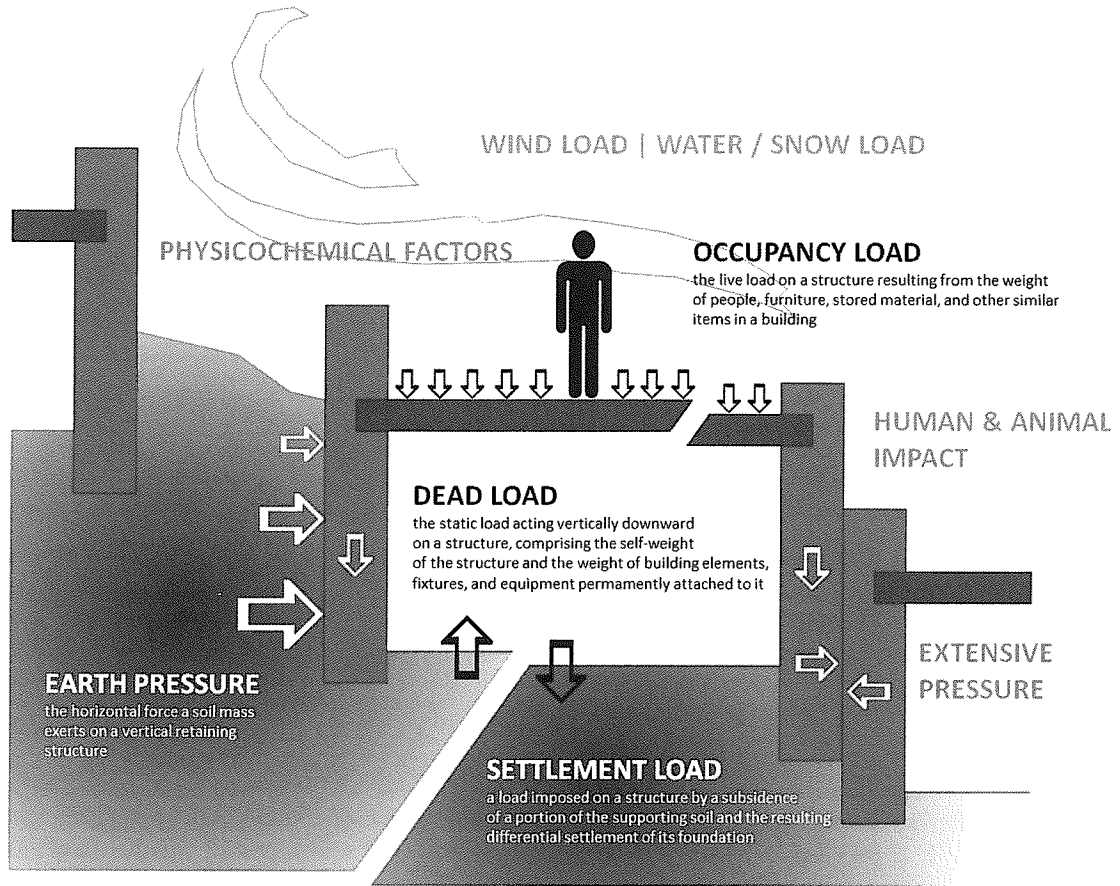 WIND LOAD | WATER / SNOW LOAD
PHYSICOCHEMICAL FACTORS
OCCUPANCY LOAD
the live load on a structure resulting from the weight
of people, furniture, stored material, and other similar
items in a building
HUMAN & ANIMAL
IMPACT
DEAD LOAD
the static load acting vertically downward
on a structure, comprising the self-weight
of the structure and the weight of building elements,
fixtures, and equipment permamently attached to it
EXTENSIVE
PRESSURE
EARTH PRESSURE
the horizontal force a soil mass
exerts on a vertical retaining
structure
SETTLEMENT LOAD
a load imposed on a structure by a subsidence
of a portion of the supporting soil and the resulting
differential settlement of its foundation